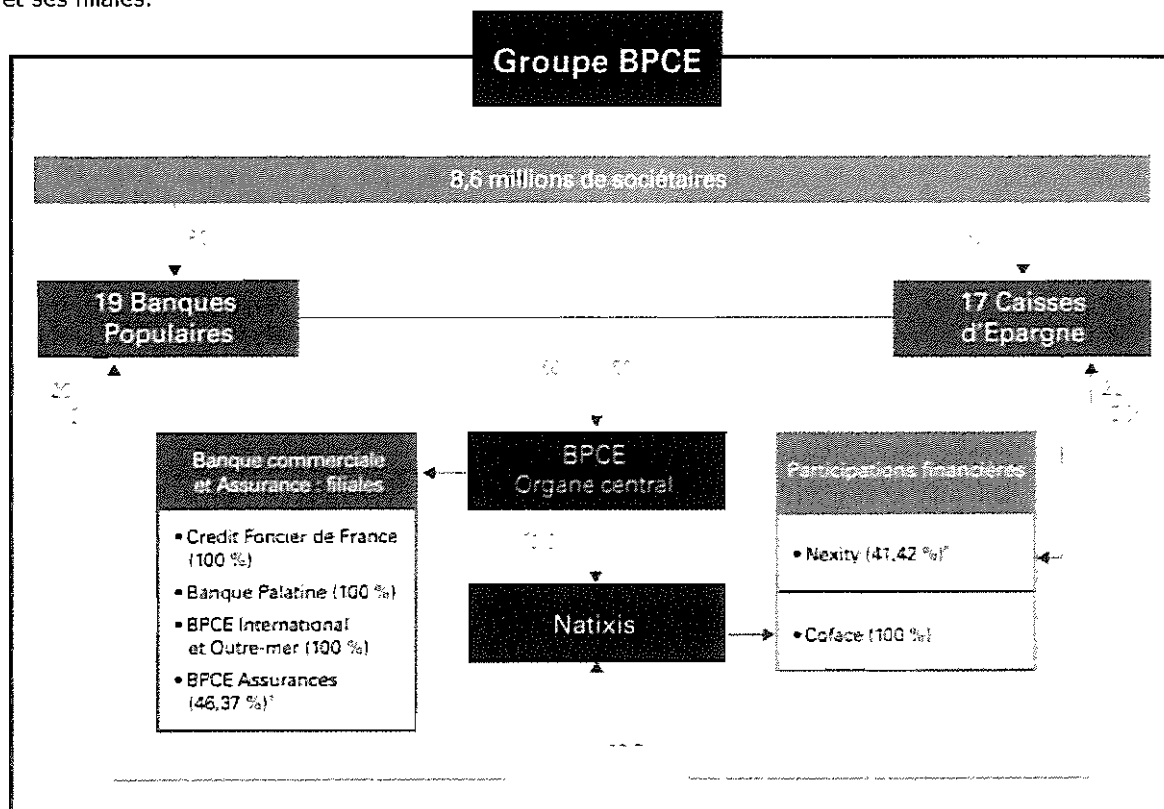 et ses filiales.
Groupe BPCE
8,6 millions de sociétaires
19 Banques
Populaires
17 Caisses
d'Epargne
Banque commerciale
et Assurance : filiales
• Credit Foncier de France
(100 %)
• Banque Palatine (100 %)
• BPCE International
et Outre-mer (100 %)
• BPCE Assurances
(46,37 %)
BPCE
Organe central
Natixis
Participations financières
• Nexity (41,42 %)
• Coface (100 %)